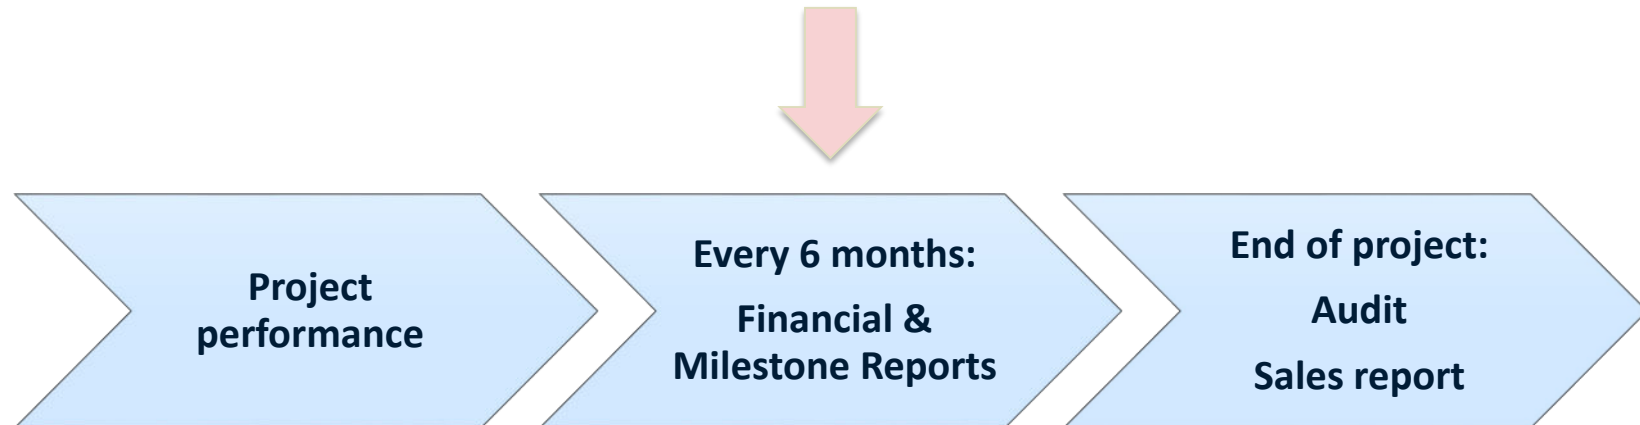 Project
performance
Every 6 months:
Financial &
Milestone Reports
End of project:
Audit
Sales report